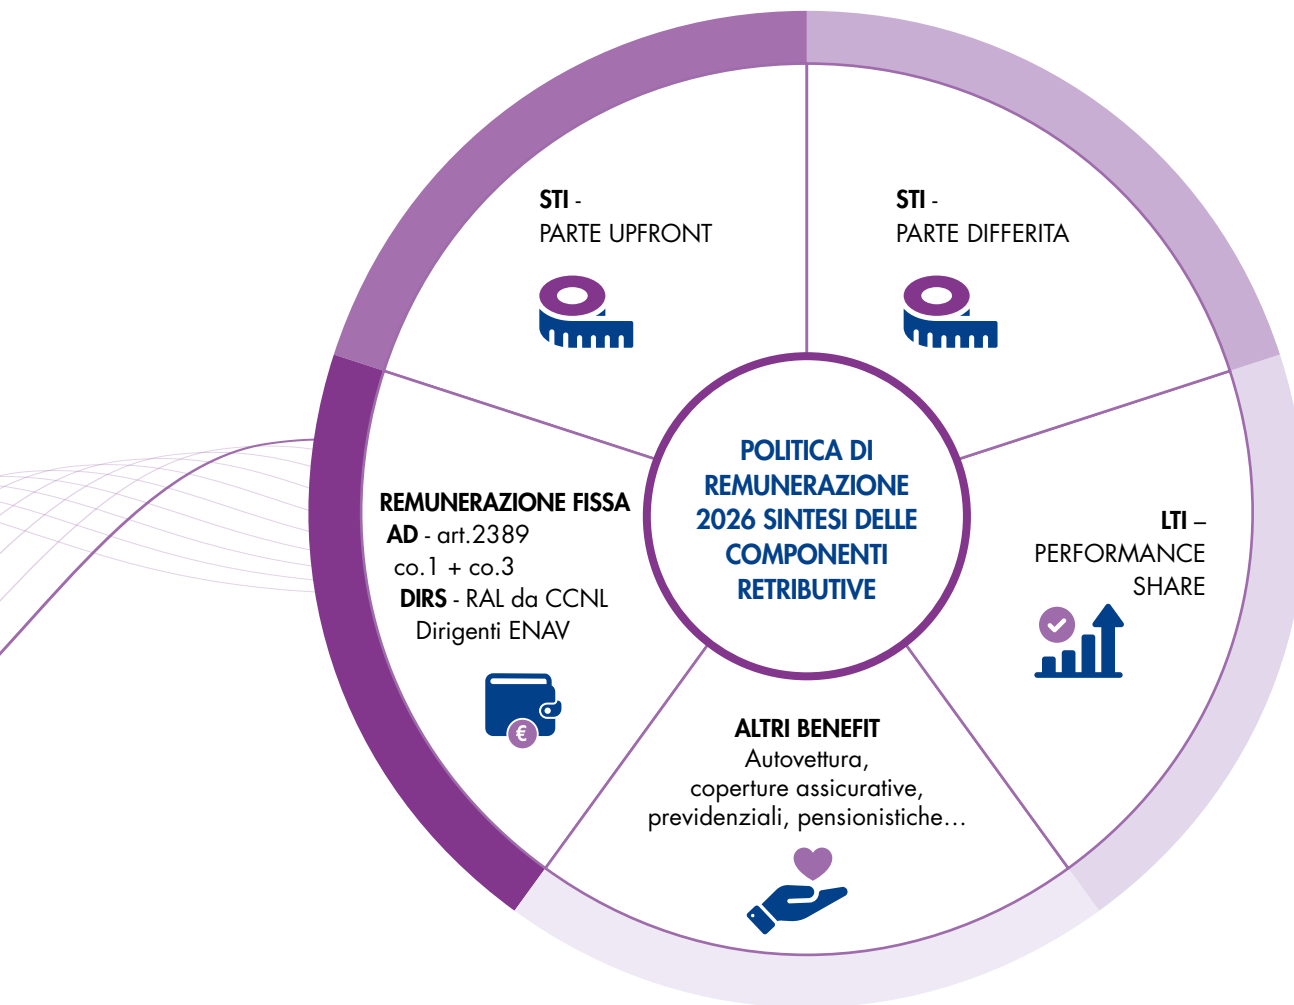 STI -
PARTE UPFRONT
STI -
PARTE DIFFERITA
POLITICA DI
REMUNERAZIONE
2026 SINTESI DELLE
COMPONENTI
RETRIBUTIVE
REMUNERAZIONE FISSA
AD - art.2389
co.1 + co.3
DIRS - RAL da CCNL
Dirigenti ENAV
€
LTI –
PERFORMANCE
SHARE
ALTRI BENEFIT
Autovettura,
coperture assicurative,
previdenziali, pensionistiche…